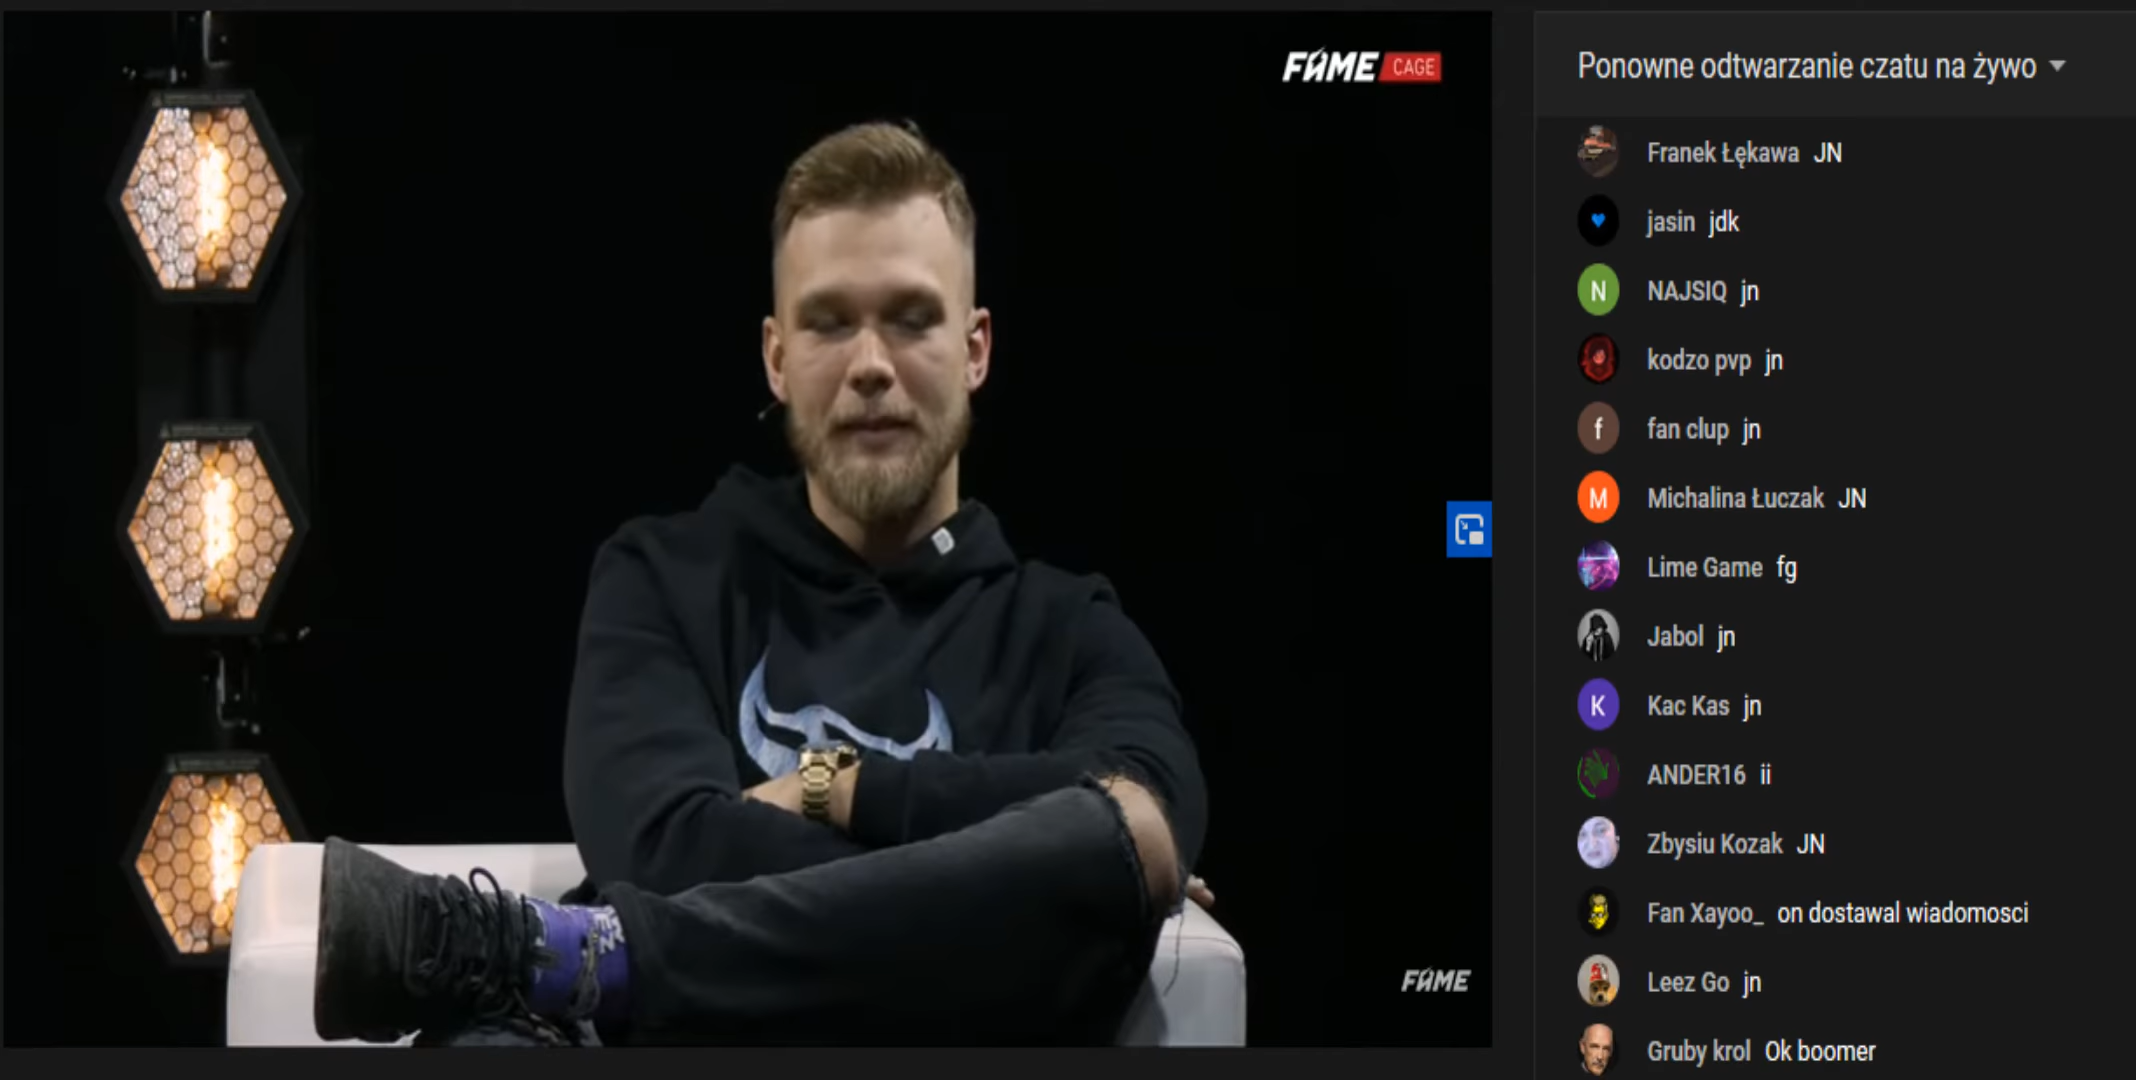 FAME CAGE
FAME
Ponowne odtwarzanie czatu na żywo
Franek Łękawa JN
jasin jdk
N NAJSIQ jn
kodzo pvp jn
f fan clup jn
M Michalina Łuczak JN
Lime Game fg
Jabol jn
K Kac Kas jn
ANDER16 ii
Zbysiu Kozak JN
Fan Xayoo_ on dostawal wiadomosci
Leez Go jn
Gruby krol Ok boomer